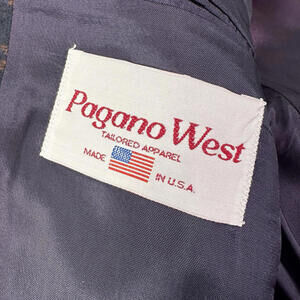 Pagano West
TAILORED APPAREL
MADE IN U.S.A.